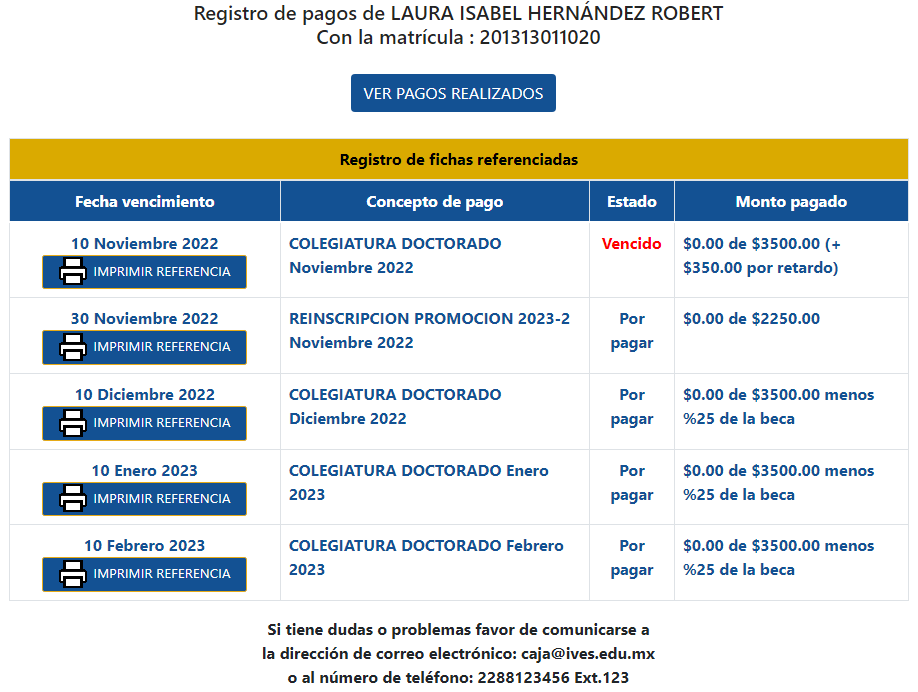 Registro de pagos de LAURA ISABEL HERNÁNDEZ ROBERT
Con la matrícula : 201313011020
VER PAGOS REALIZADOS
Registro de fichas referenciadas
Fecha vencimiento Concepto de pago Estado Monto pagado
10 Noviembre 2022
IMPRIMIR REFERENCIA
COLEGIATURA DOCTORADO
Noviembre 2022
Vencido
$0.00 de $3500.00 (+
$350.00 por retardo)
30 Noviembre 2022
IMPRIMIR REFERENCIA
REINSCRIPCION PROMOCION 2023-2
Noviembre 2022
Por
pagar
$0.00 de $2250.00
10 Diciembre 2022
IMPRIMIR REFERENCIA
COLEGIATURA DOCTORADO
Diciembre 2022
Por
pagar
$0.00 de $3500.00 menos
%25 de la beca
10 Enero 2023
IMPRIMIR REFERENCIA
COLEGIATURA DOCTORADO Enero
2023
Por
pagar
$0.00 de $3500.00 menos
%25 de la beca
10 Febrero 2023
IMPRIMIR REFERENCIA
COLEGIATURA DOCTORADO Febrero
2023
Por
pagar
$0.00 de $3500.00 menos
%25 de la beca
Si tiene dudas o problemas favor de comunicarse a
la dirección de correo electrónico: caja@ives.edu.mx
o al número de teléfono: 2288123456 Ext.123